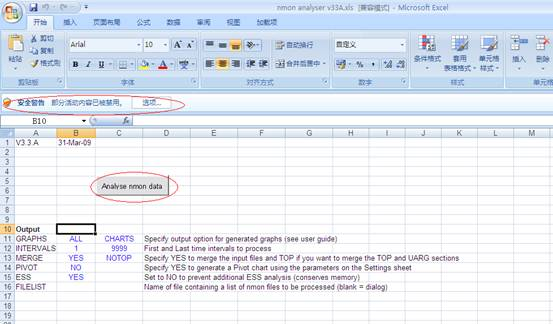 nmon analyser v33A.xls [兼容模式] - Microsoft Excel
开始 插入 页面布局 公式 数据 审阅 视图 加载项
粘贴 剪切 复制 格式刷 Arial 10 A A 自动换行 自定义 条件格式 套用表格格式 单元格样式 插入 删除
B I U A 合并后居中 % ,
剪贴板 字体 对齐方式 数字 样式 单元格
安全警告 部分活动内容已被禁用。 选项...
B10 fx
A B C D E F G H I J K L M
1 V3.3 A 31-Mar-09
2
3
4
5 Analyse nmon data
6
7
8
9
10 Output
11 GRAPHS ALL CHARTS Specify output option for generated graphs (see user guide)
12 INTERVALS 1 9999 First and Last time intervals to process
13 MERGE YES NOTOP Specify YES to merge the input files and TOP if you want to merge the TOP and UARG sections
14 PIVOT NO Specify YES to generate a Pivot chart using the parameters on the Settings sheet
15 ESS YES Set to NO to prevent additional ESS analysis (conserves memory)
16 FILELIST Name of file containing a list of nmon files to be processed (blank = dialog)
17
18
19